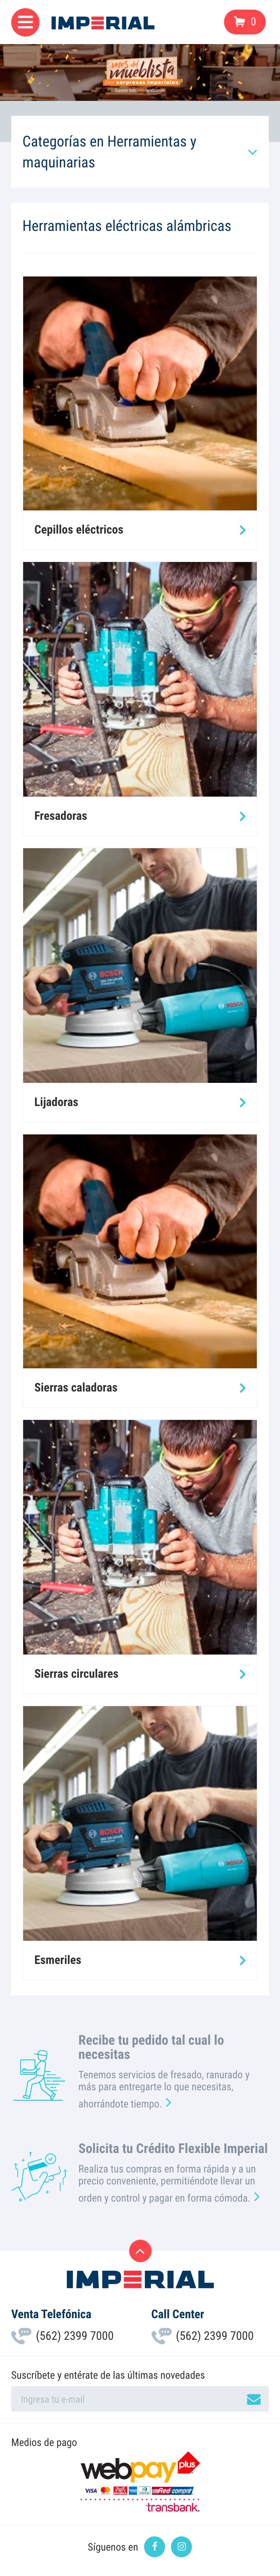 IMPERIAL
0
mes del
mueblista
con sorpresas imperiales
Categorías en Herramientas y
maquinarias
Herramientas eléctricas alámbricas
Cepillos eléctricos
Fresadoras
BOSCH
BOSCH
Lijadoras
Sierras caladoras
Sierras circulares
BOSCH
BOSCH
Esmeriles
Recibe tu pedido tal cual lo
necesitas
Tenemos servicios de fresado, ranurado y
más para entregarte lo que necesitas,
ahorrándote tiempo.
Solicita tu Crédito Flexible Imperial
Realiza tus compras en forma rápida y a un
precio conveniente, permitiéndote llevar un
orden y control y pagar en forma cómoda.
IMPERIAL
Venta Telefónica
(562) 2399 7000
Call Center
(562) 2399 7000
Suscríbete y entérate de las últimas novedades
Ingresa tu e-mail
Medios de pago
webpay plus
VISA
Redcompra
transbank.
Síguenos en